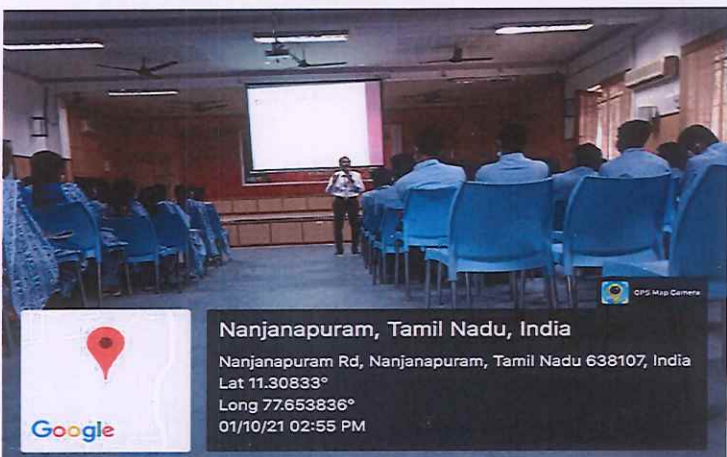 GPS Map Camera
Nanjanapuram, Tamil Nadu, India
Nanjanapuram Rd, Nanjanapuram, Tamil Nadu 638107, India
Lat 11.30833°
Long 77.653836°
01/10/21 02:55 PM
Google